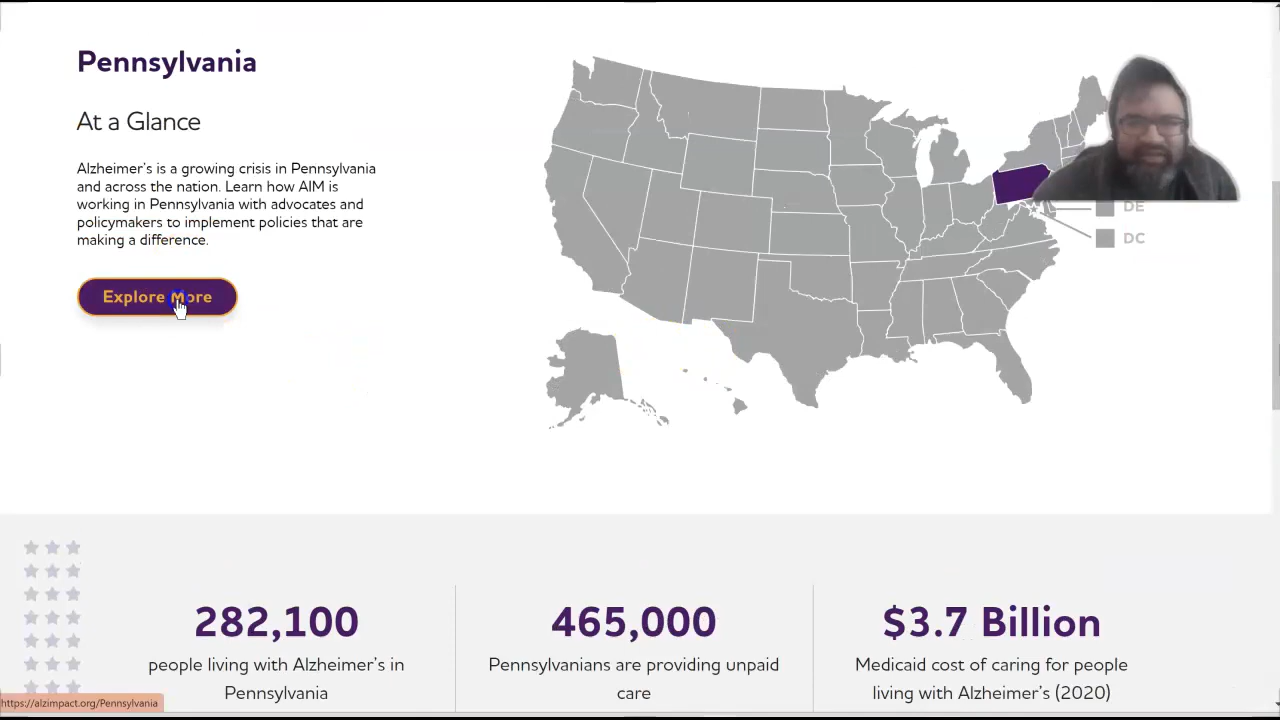 Pennsylvania
At a Glance
Alzheimer's is a growing crisis in Pennsylvania
and across the nation. Learn how AIM is
working in Pennsylvania with advocates and
policymakers to implement policies that are
making a difference.
Explore More
DE
DC
282,100
people living with Alzheimer's in
Pennsylvania
465,000
Pennsylvanians are providing unpaid
care
$3.7 Billion
Medicaid cost of caring for people
living with Alzheimer's (2020)
https://alzimpact.org/Pennsylvania